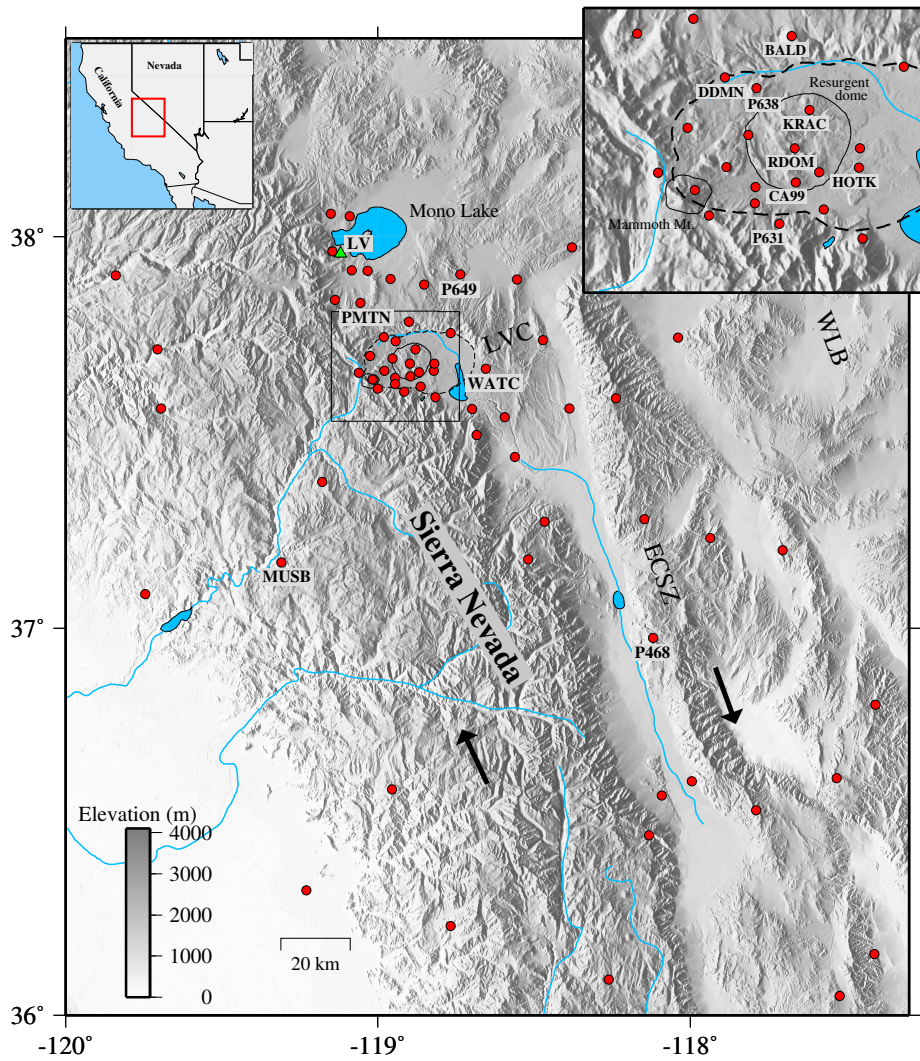 Nevada
California
BALD
DDMN
Resurgent
dome
P638
KRAC
RDOM
HOTK
CA99
Mammoth Mt.
P631
Mono Lake
LV
38°
P649
PMTN
LVC
WLB
WATC
Sierra Nevada
ECSZ
MUSB
37°
P468
Elevation (m)
4000
3000
2000
1000
0
20 km
36°
-120°
-119°
-118°